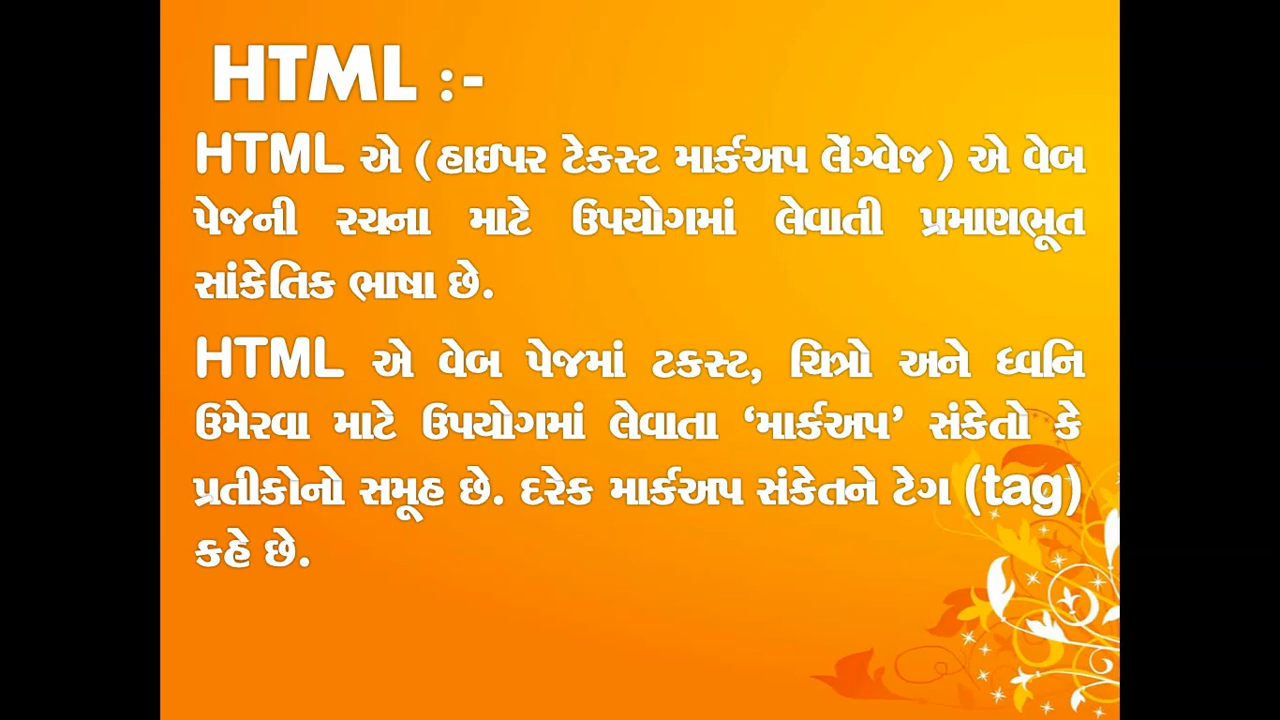 HTML :-
HTML એ (હાઇપર ટેકસ્ટ માર્કઅપ લેંગ્વેજ) એ વેબ
પેજની રચના માટે ઉપયોગમાં લેવાતી પ્રમાણભૂત
સાંકેતિક ભાષા છે.
HTML એ વેબ પેજમાં ટકસ્ટ, ચિત્રો અને ધ્વનિ
ઉમેરવા માટે ઉપયોગમાં લેવાતા ‘માર્કઅપ’ સંકેતો કે
પ્રતીકોનો સમૂહ છે. દરેક માર્કઅપ સંકેતને ટેગ (tag)
કહે છે.